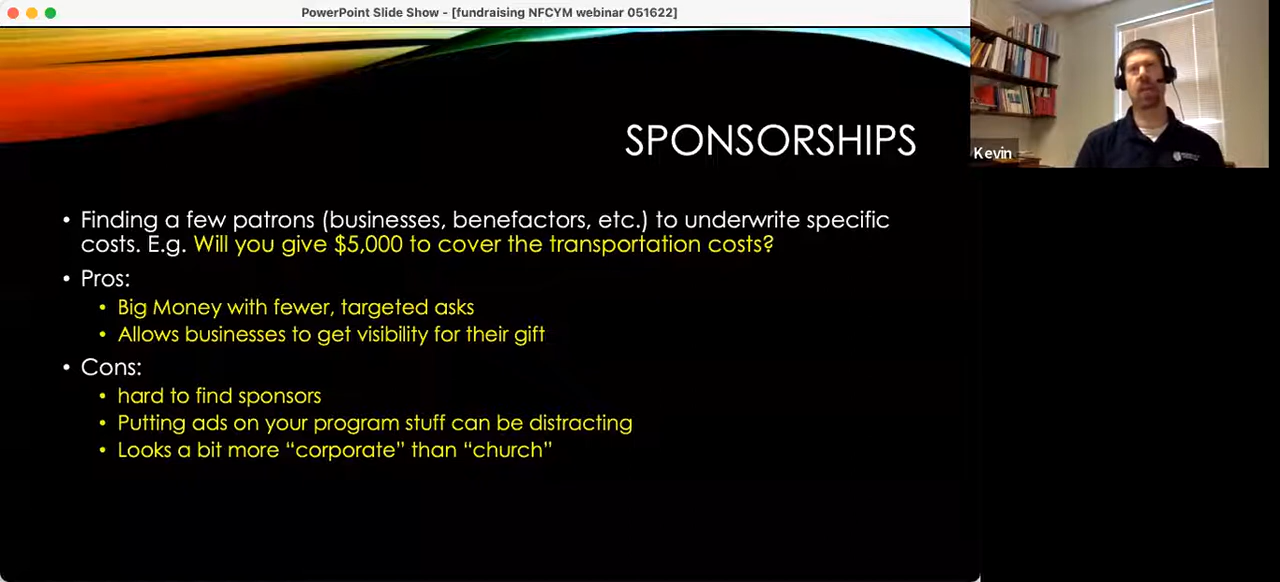 PowerPoint Slide Show - [fundraising NFCYM webinar 051622]
SPONSORSHIPS
• Finding a few patrons (businesses, benefactors, etc.) to underwrite specific
costs. E.g. Will you give $5,000 to cover the transportation costs?
• Pros:
• Big Money with fewer, targeted asks
• Allows businesses to get visibility for their gift
• Cons:
• hard to find sponsors
• Putting ads on your program stuff can be distracting
• Looks a bit more “corporate” than “church”
Kevin